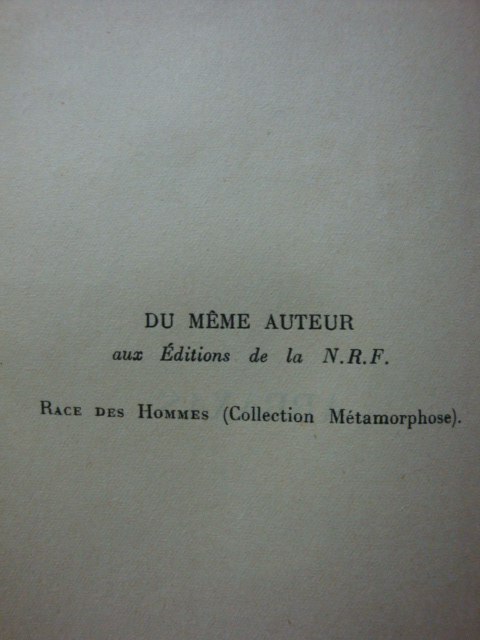 DU MÊME AUTEUR
aux Éditions de la N.R.F.
RACE DES HOMMES (Collection Métamorphose).